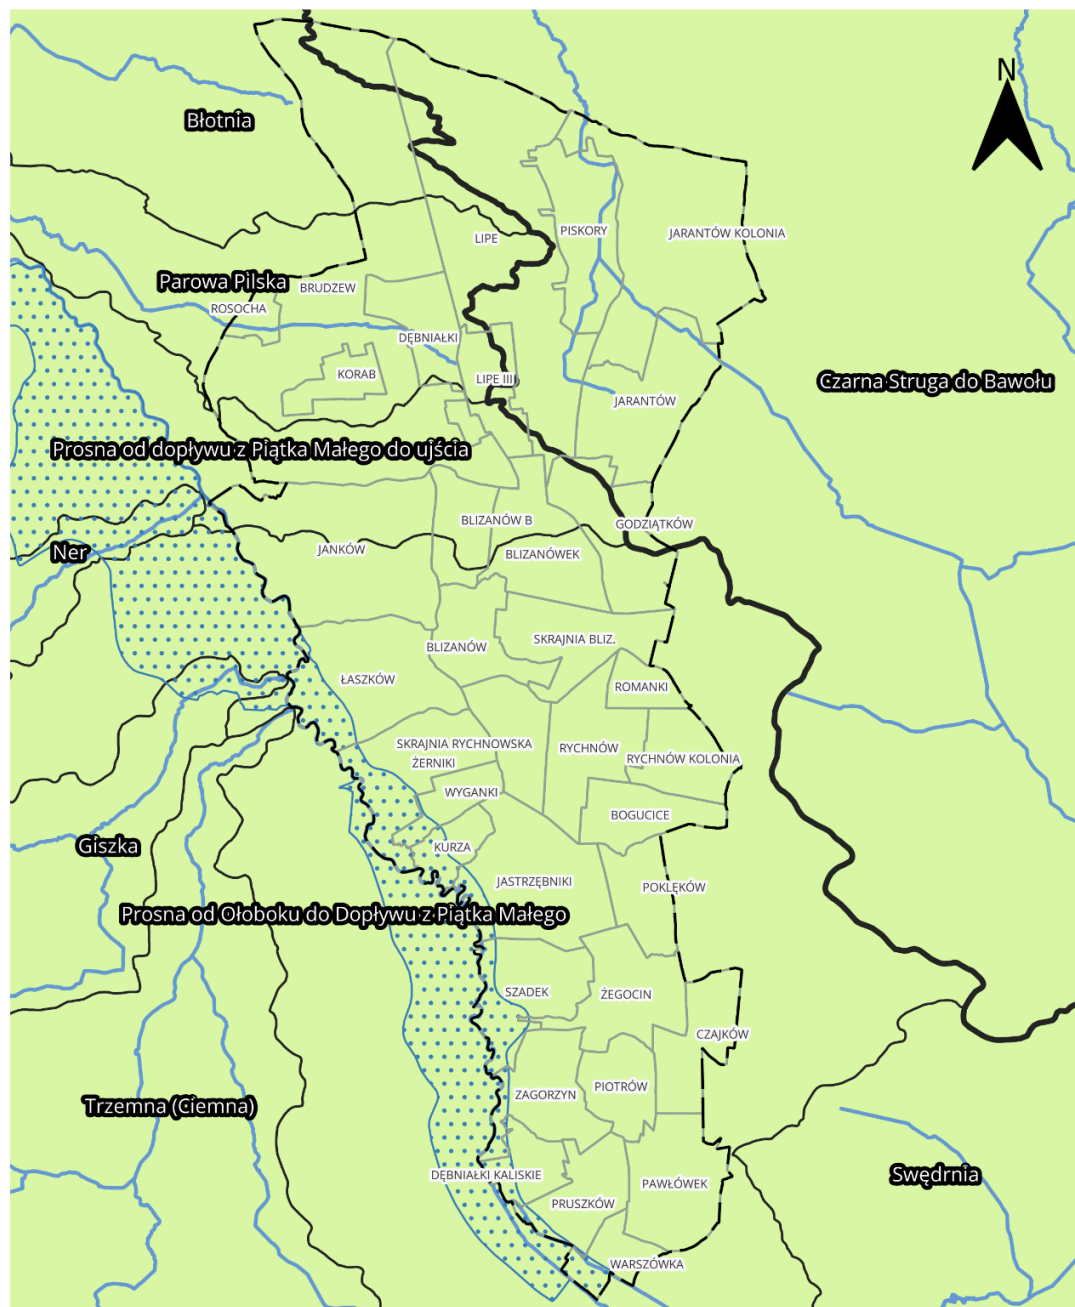 N
Błotnia
PISKORY
JARANTÓW KOLONIA
LIPE
Parowa Pilska
BRUDZEW
ROSOCHA
DĘBNIAŁKI
KORAB
LIPE III
Czarna Struga do Bawołu
JARANTÓW
Prosna od dopływu z Piątka Małego do ujścia
BLIZANÓW B
GODZIĄTKÓW
Ner
JANKÓW
BLIZANÓWEK
SKRAJNIA BLIZ.
BLIZANÓW
ŁASZKÓW
ROMANKI
SKRAJNIA RYCHNOWSKA
RYCHNÓW
RYCHNÓW KOLONIA
ŻERNIKI
WYGANKI
BOGUCICE
Giszka
KURZA
JASTRZĘBNIKI
POKLĘKÓW
Prosna od Ołoboku do Dopływu z Piątka Małego
SZADEK
ŻEGOCIN
CZAJKÓW
ZAGORZYN
PIOTRÓW
Trzemna (Ciemna)
DĘBNIAŁKI KALISKIE
PAWŁÓWEK
Swędrnia
PRUSZKÓW
WARSZÓWKA